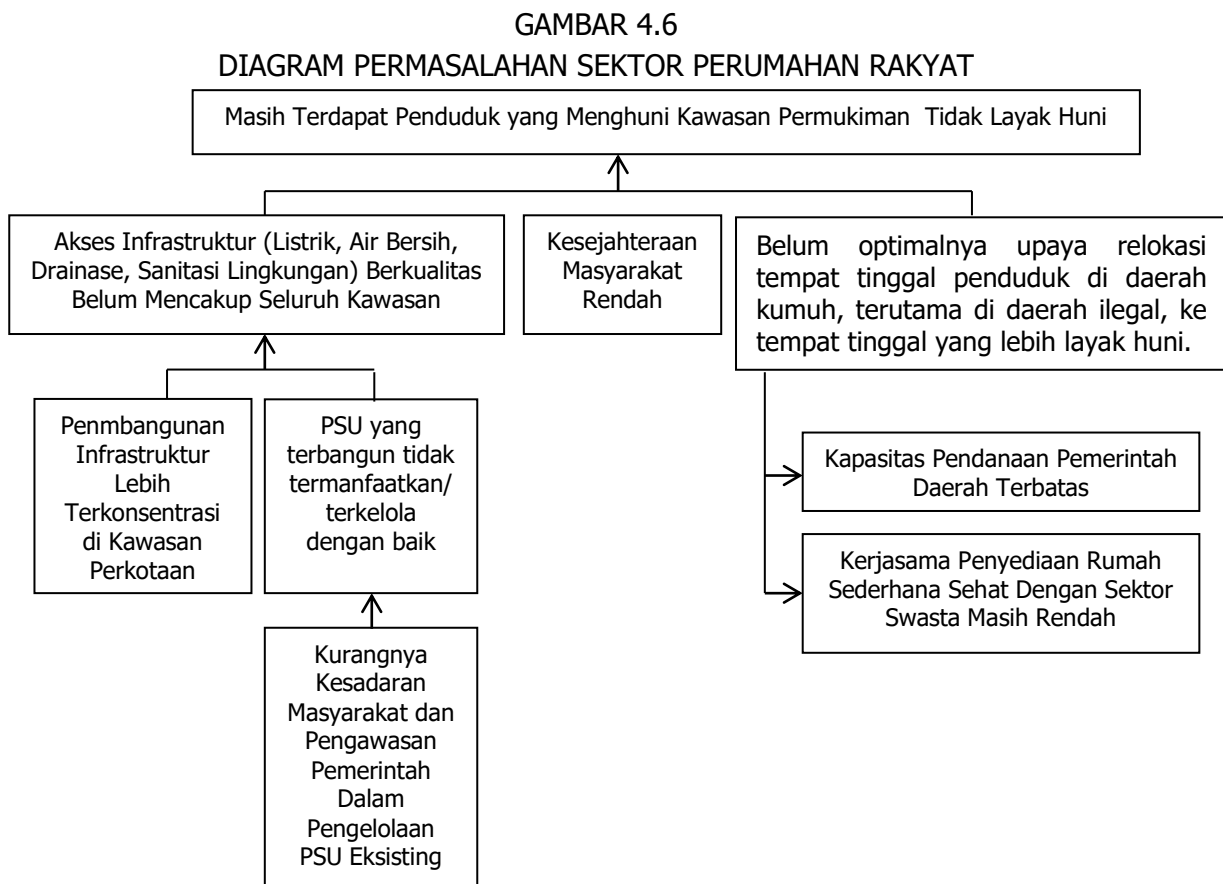 GAMBAR 4.6
DIAGRAM PERMASALAHAN SEKTOR PERUMAHAN RAKYAT
Masih Terdapat Penduduk yang Menghuni Kawasan Permukiman Tidak Layak Huni
Akses Infrastruktur (Listrik, Air Bersih,
Drainase, Sanitasi Lingkungan) Berkualitas
Belum Mencakup Seluruh Kawasan
Kesejahteraan
Masyarakat
Rendah
Belum optimalnya upaya relokasi
tempat tinggal penduduk di daerah
kumuh, terutama di daerah ilegal, ke
tempat tinggal yang lebih layak huni.
Penmbangunan
Infrastruktur
Lebih
Terkonsentrasi
di Kawasan
Perkotaan
PSU yang
terbangun tidak
termanfaatkan/
terkelola
dengan baik
Kapasitas Pendanaan Pemerintah
Daerah Terbatas
Kerjasama Penyediaan Rumah
Sederhana Sehat Dengan Sektor
Swasta Masih Rendah
Kurangnya
Kesadaran
Masyarakat dan
Pengawasan
Pemerintah
Dalam
Pengelolaan
PSU Eksisting